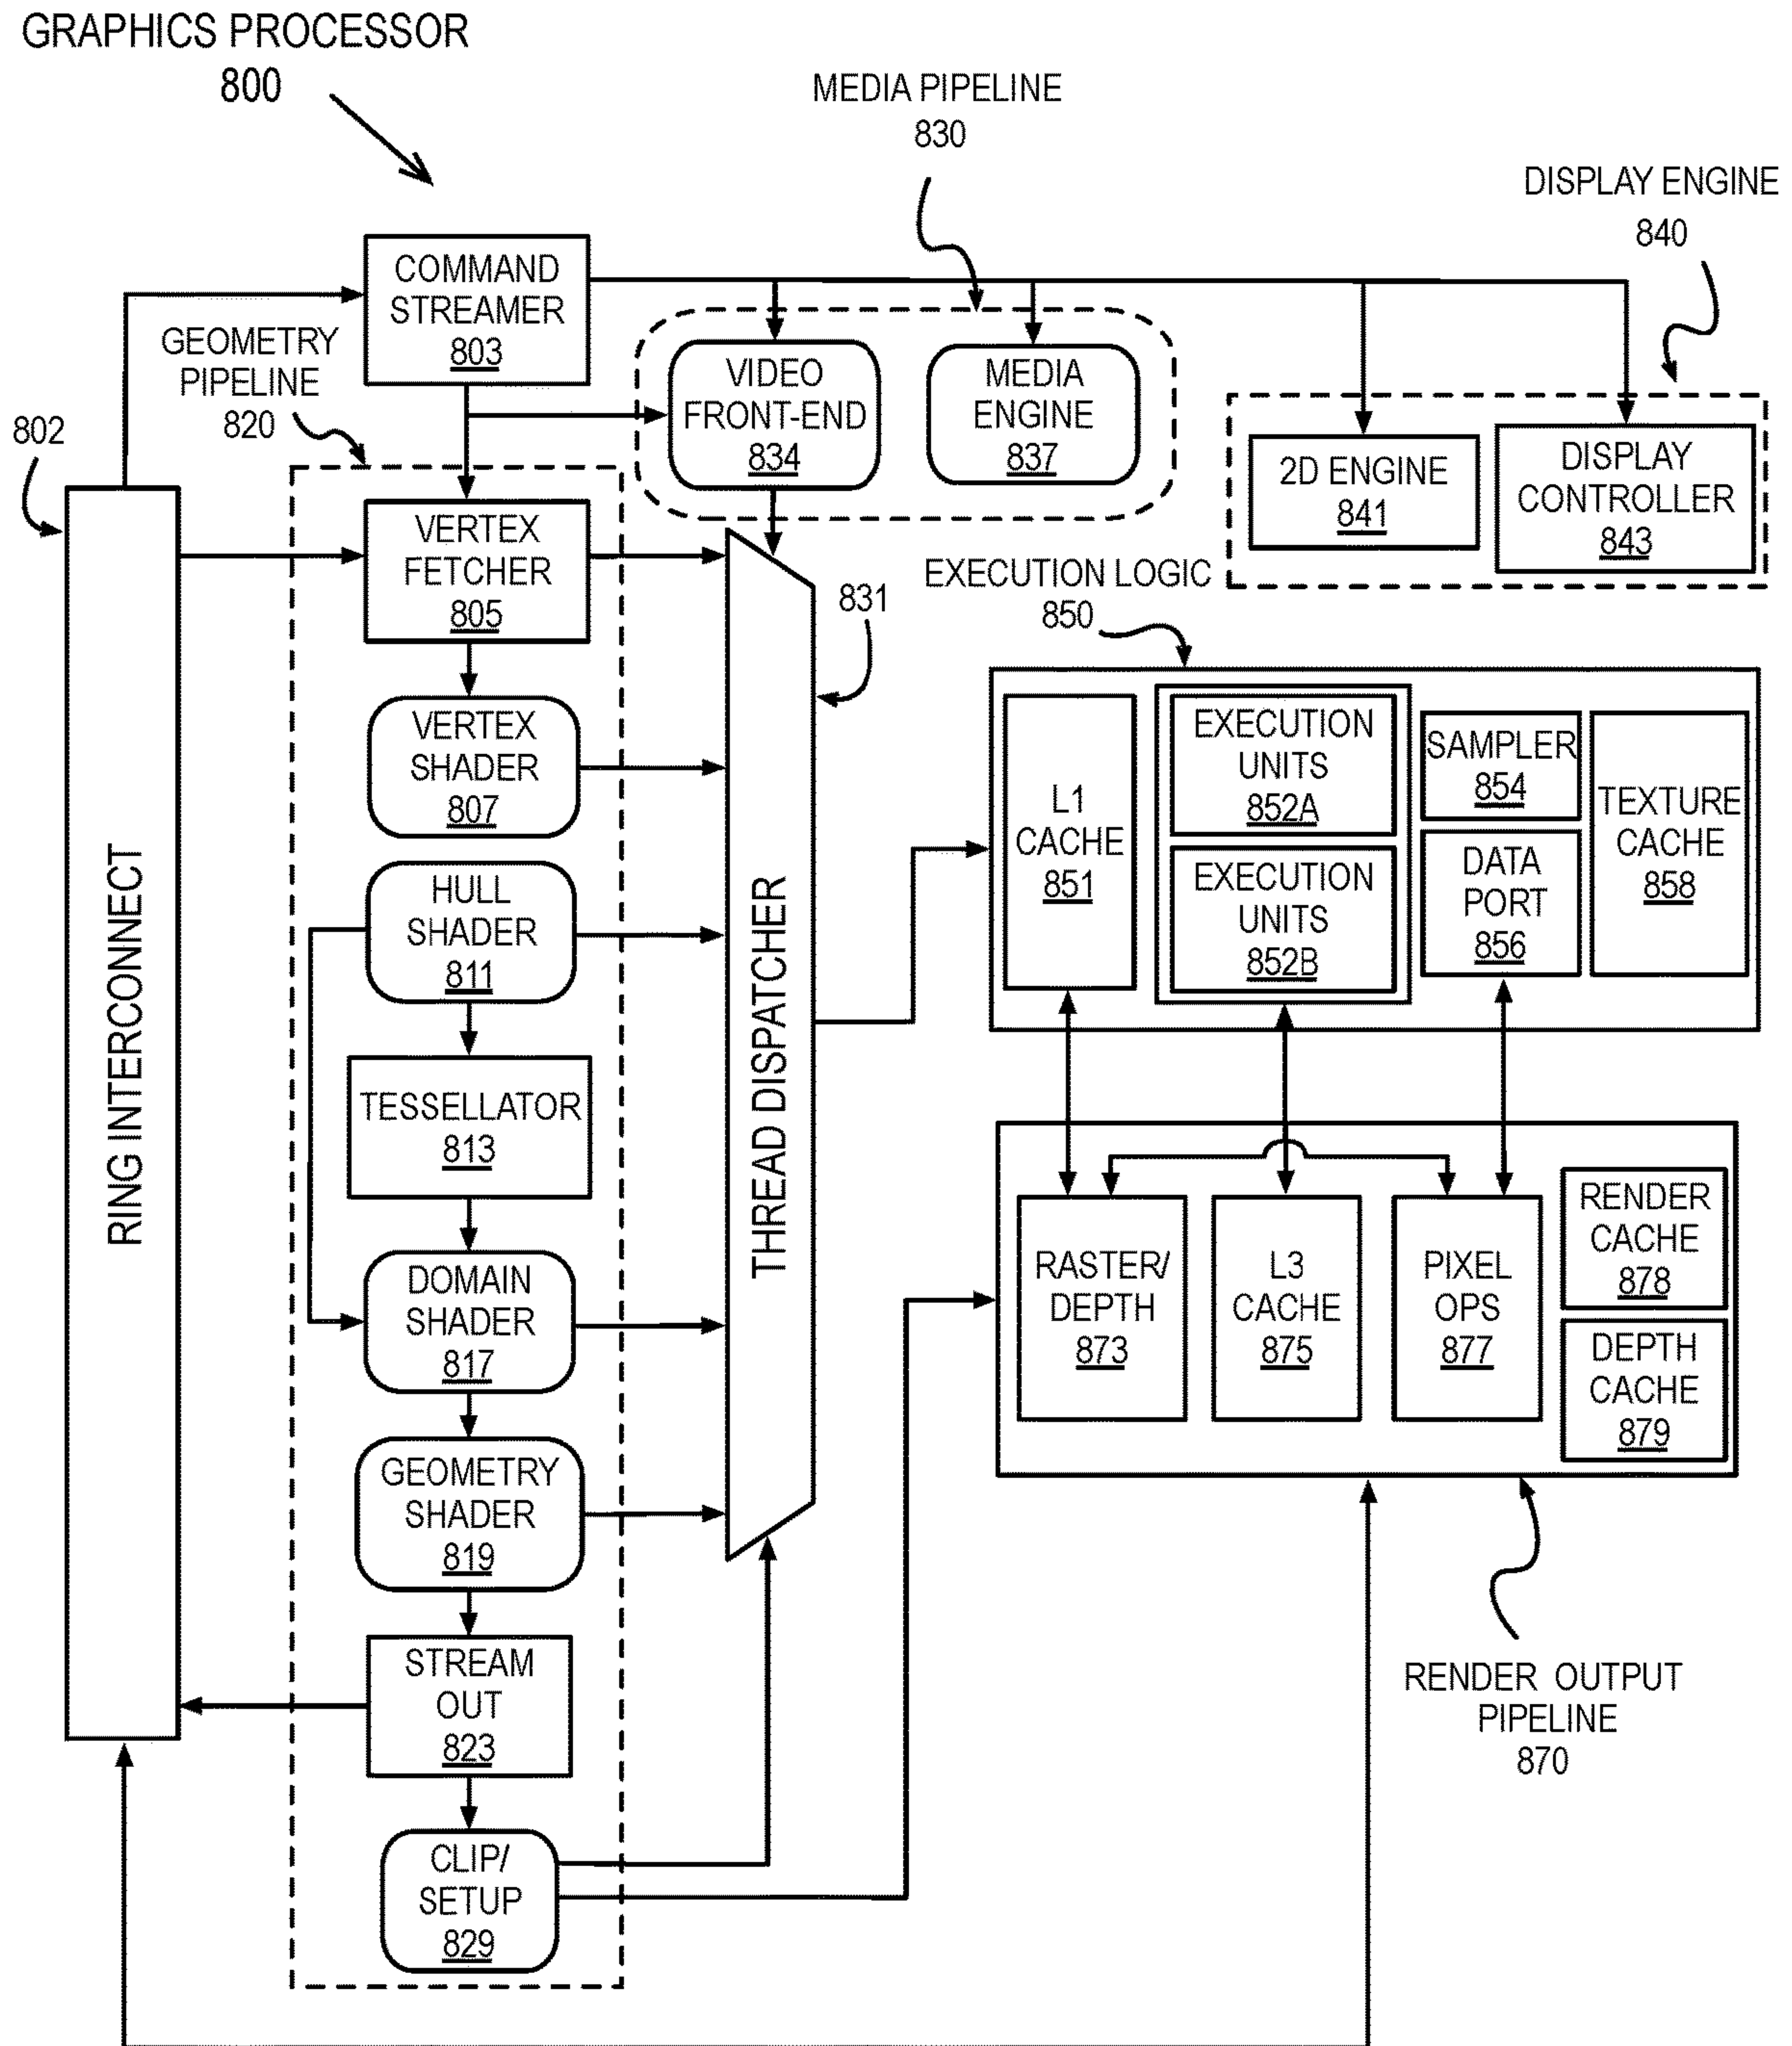 GRAPHICS PROCESSOR
800
MEDIA PIPELINE
830
DISPLAY ENGINE
840
COMMAND
STREAMER
803
GEOMETRY
PIPELINE
820
802
VIDEO
FRONT-END
834
MEDIA
ENGINE
837
2D ENGINE
841
DISPLAY
CONTROLLER
843
RING INTERCONNECT
VERTEX
FETCHER
805
VERTEX
SHADER
807
HULL
SHADER
811
TESSELLATOR
813
DOMAIN
SHADER
817
GEOMETRY
SHADER
819
STREAM
OUT
823
CLIP/
SETUP
829
THREAD DISPATCHER
831
EXECUTION LOGIC
850
L1
CACHE
851
EXECUTION
UNITS
852A
EXECUTION
UNITS
852B
SAMPLER
854
DATA
PORT
856
TEXTURE
CACHE
858
RASTER/
DEPTH
873
L3
CACHE
875
PIXEL
OPS
877
RENDER
CACHE
878
DEPTH
CACHE
879
RENDER OUTPUT
PIPELINE
870